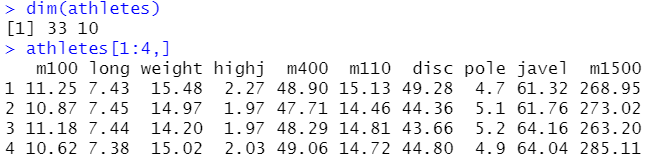 > dim(athletes)
[1] 33 10
> athletes[1:4,]
   m100 long weight highj  m400  m110  disc pole javel  m1500
1 11.25 7.43  15.48  2.27 48.90 15.13 49.28  4.7 61.32 268.95
2 10.87 7.45  14.97  1.97 47.71 14.46 44.36  5.1 61.76 273.02
3 11.18 7.44  14.20  1.97 48.29 14.81 43.66  5.2 64.16 263.20
4 10.62 7.38  15.02  2.03 49.06 14.72 44.80  4.9 64.04 285.11